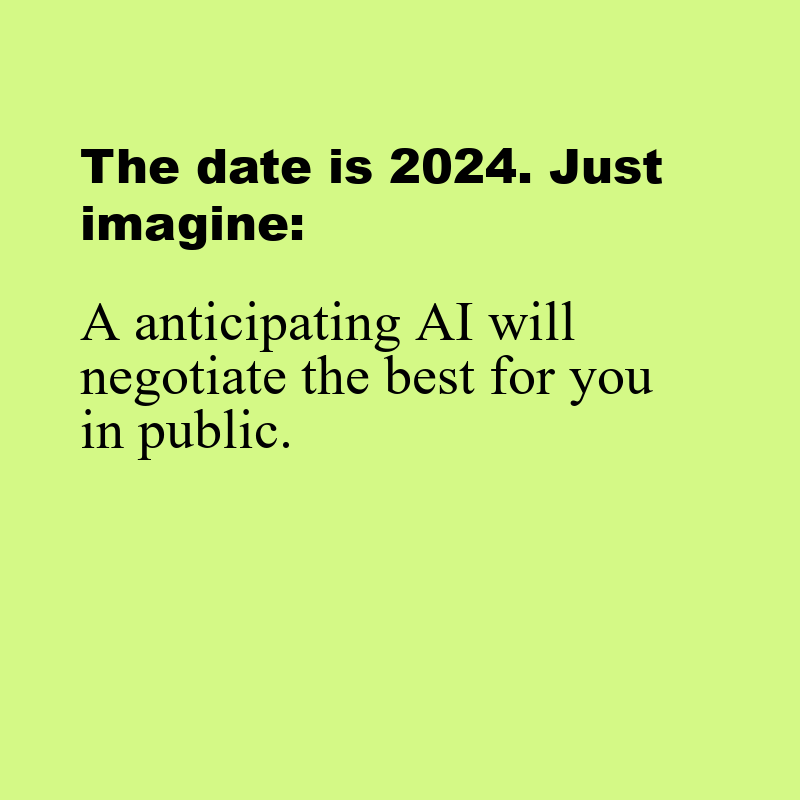 The date is 2024. Just
imagine:
A anticipating AI will
negotiate the best for you
in public.